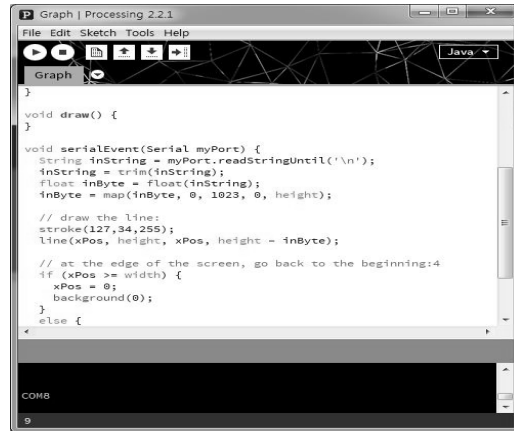 Graph | Processing 2.2.1
File Edit Sketch Tools Help
Java
Graph
}
void draw() {
}
void serialEvent(Serial myPort) {
String inString = myPort.readStringUntil('\n');
inString = trim(inString);
float inByte = float(inString);
inByte = map(inByte, 0, 1023, 0, height);
// draw the line:
stroke(127,34,255);
line(xPos, height, xPos, height - inByte);
// at the edge of the screen, go back to the beginning:4
if (xPos >= width) {
xPos = 0;
background(0);
}
else {
COM8
9